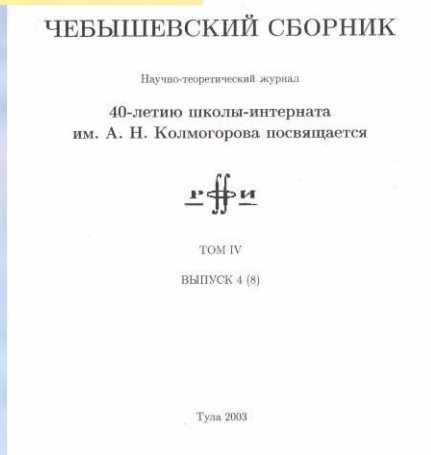 ЧЕБЫШЕВСКИЙ СБОРНИК
Научно-теоретический журнал
40-летию школы-интерната
им. А. Н. Колмогорова посвящается
РФФИ
ТОМ IV
ВЫПУСК 4 (8)
Тула 2003